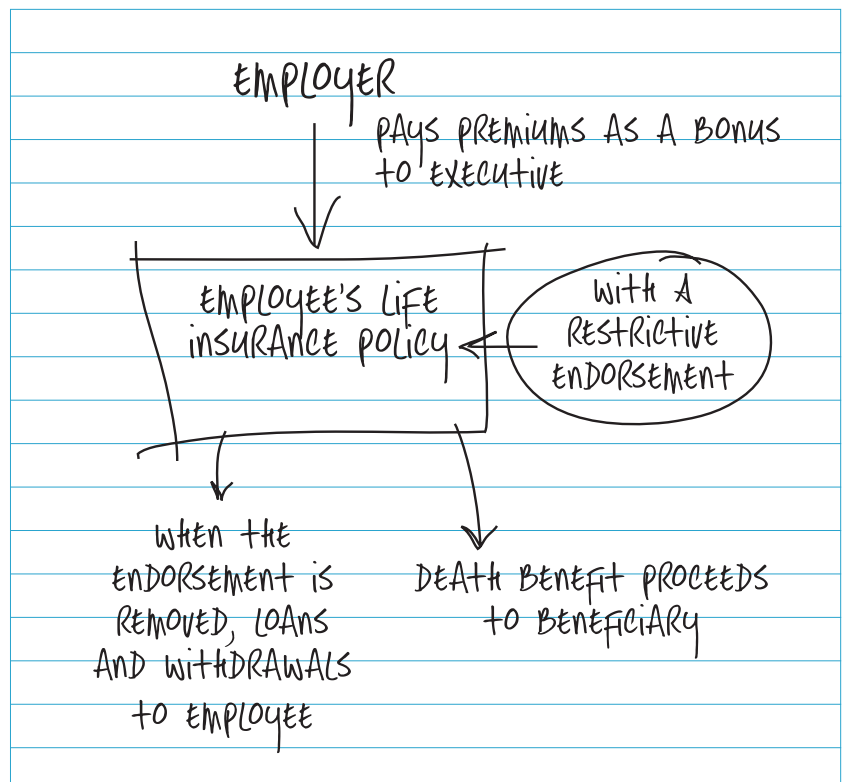 EMPLOYER
PAYS PREMIUMS AS A BONUS
TO EXECUTIVE
EMPLOYEE'S LIFE
INSURANCE POLICY
WITH A
RESTRICTIVE
ENDORSEMENT
WHEN THE
ENDORSEMENT IS
REMOVED, LOANS
AND WITHDRAWALS
TO EMPLOYEE
DEATH BENEFIT PROCEEDS
TO BENEFICIARY